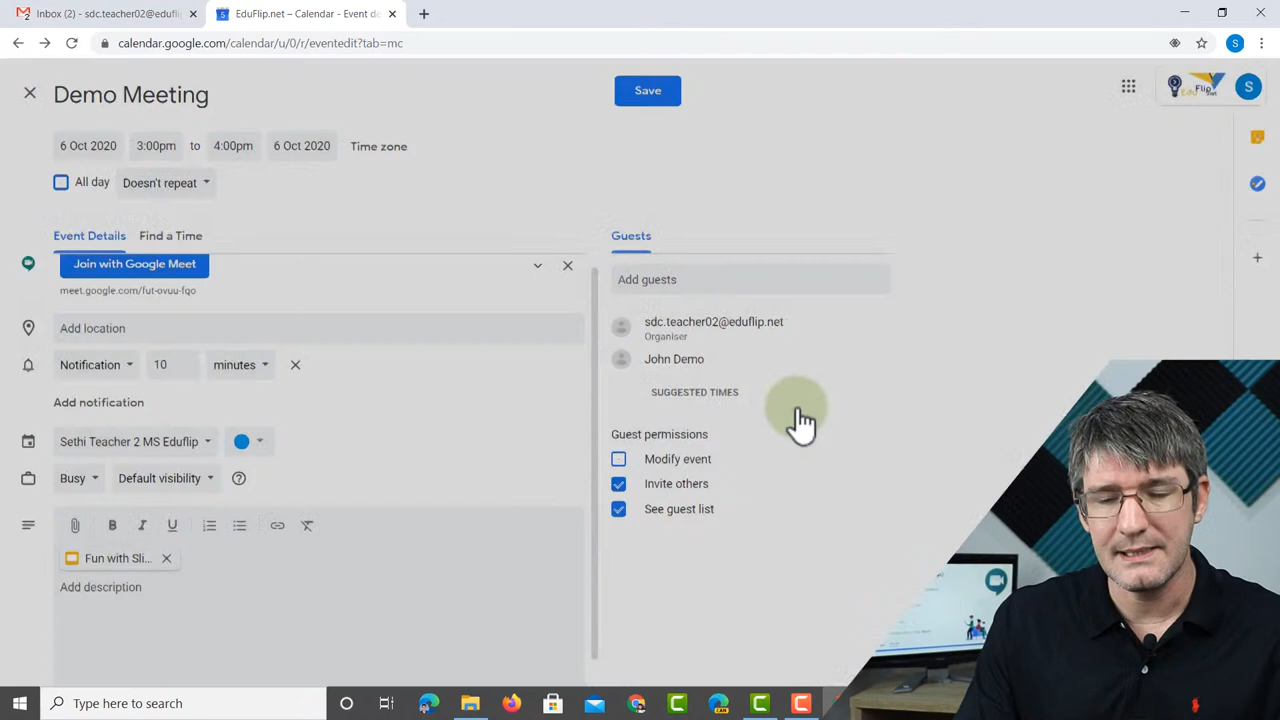 Inbox (2) - sdc.teacher02@eduflip
EduFlip.net – Calendar - Event de
calendar.google.com/calendar/u/0/r/eventedit?tab=mc
S
Demo Meeting
Save
Edu Flip .net
S
6 Oct 2020
3:00pm
to
4:00pm
6 Oct 2020
Time zone
All day
Doesn't repeat
Event Details
Find a Time
Guests
Join with Google Meet
meet.google.com/fut-ovuu-fqo
Add guests
Add location
sdc.teacher02@eduflip.net
Organiser
Notification
10
minutes
John Demo
SUGGESTED TIMES
Add notification
Guest permissions
Sethi Teacher 2 MS Eduflip
Modify event
Busy
Default visibility
Invite others
See guest list
B I U
Fun with Sli...
Add description
Type here to search
CAN